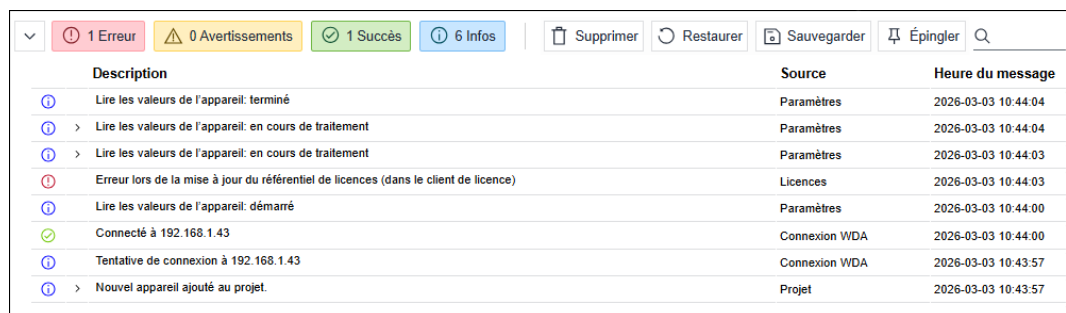 1 Erreur 0 Avertissements 1 Succès 6 Infos Supprimer Restaurer Sauvegarder Épingler
Description Source Heure du message
Lire les valeurs de l'appareil: terminé Paramètres 2026-03-03 10:44:04
Lire les valeurs de l'appareil: en cours de traitement Paramètres 2026-03-03 10:44:04
Lire les valeurs de l'appareil: en cours de traitement Paramètres 2026-03-03 10:44:03
Erreur lors de la mise à jour du référentiel de licences (dans le client de licence) Licences 2026-03-03 10:44:03
Lire les valeurs de l'appareil: démarré Paramètres 2026-03-03 10:44:00
Connecté à 192.168.1.43 Connexion WDA 2026-03-03 10:44:00
Tentative de connexion à 192.168.1.43 Connexion WDA 2026-03-03 10:43:57
Nouvel appareil ajouté au projet. Projet 2026-03-03 10:43:57